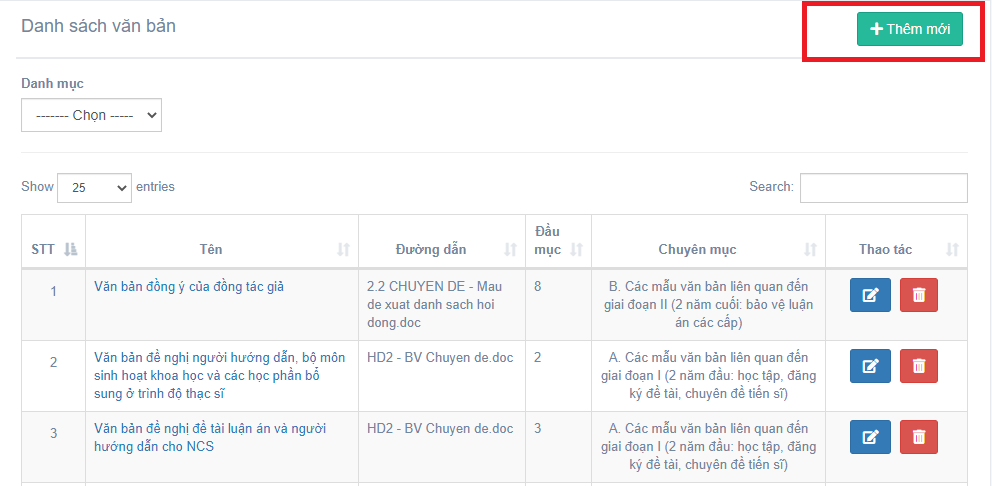 Danh sách văn bản
Thêm mới
Danh mục
------- Chọn -----
Show 25 entries
Search:
STT
Tên
Đường dẫn
Đầu
mục
Chuyên mục
Thao tác
1
Văn bản đồng ý của đồng tác giả
2.2 CHUYEN DE - Mau
de xuat danh sach hoi
dong.doc
8
B. Các mẫu văn bản liên quan đến
giai đoạn II (2 năm cuối: bảo vệ luận
án các cấp)
2
Văn bản đề nghị người hướng dẫn, bộ môn
sinh hoạt khoa học và các học phần bổ
sung ở trình độ thạc sĩ
HD2 - BV Chuyen de.doc
2
A. Các mẫu văn bản liên quan đến
giai đoạn I (2 năm đầu: học tập, đăng
ký đề tài, chuyên đề tiến sĩ)
3
Văn bản đề nghị đề tài luận án và người
hướng dẫn cho NCS
HD2 - BV Chuyen de.doc
3
A. Các mẫu văn bản liên quan đến
giai đoạn I (2 năm đầu: học tập, đăng
ký đề tài, chuyên đề tiến sĩ)